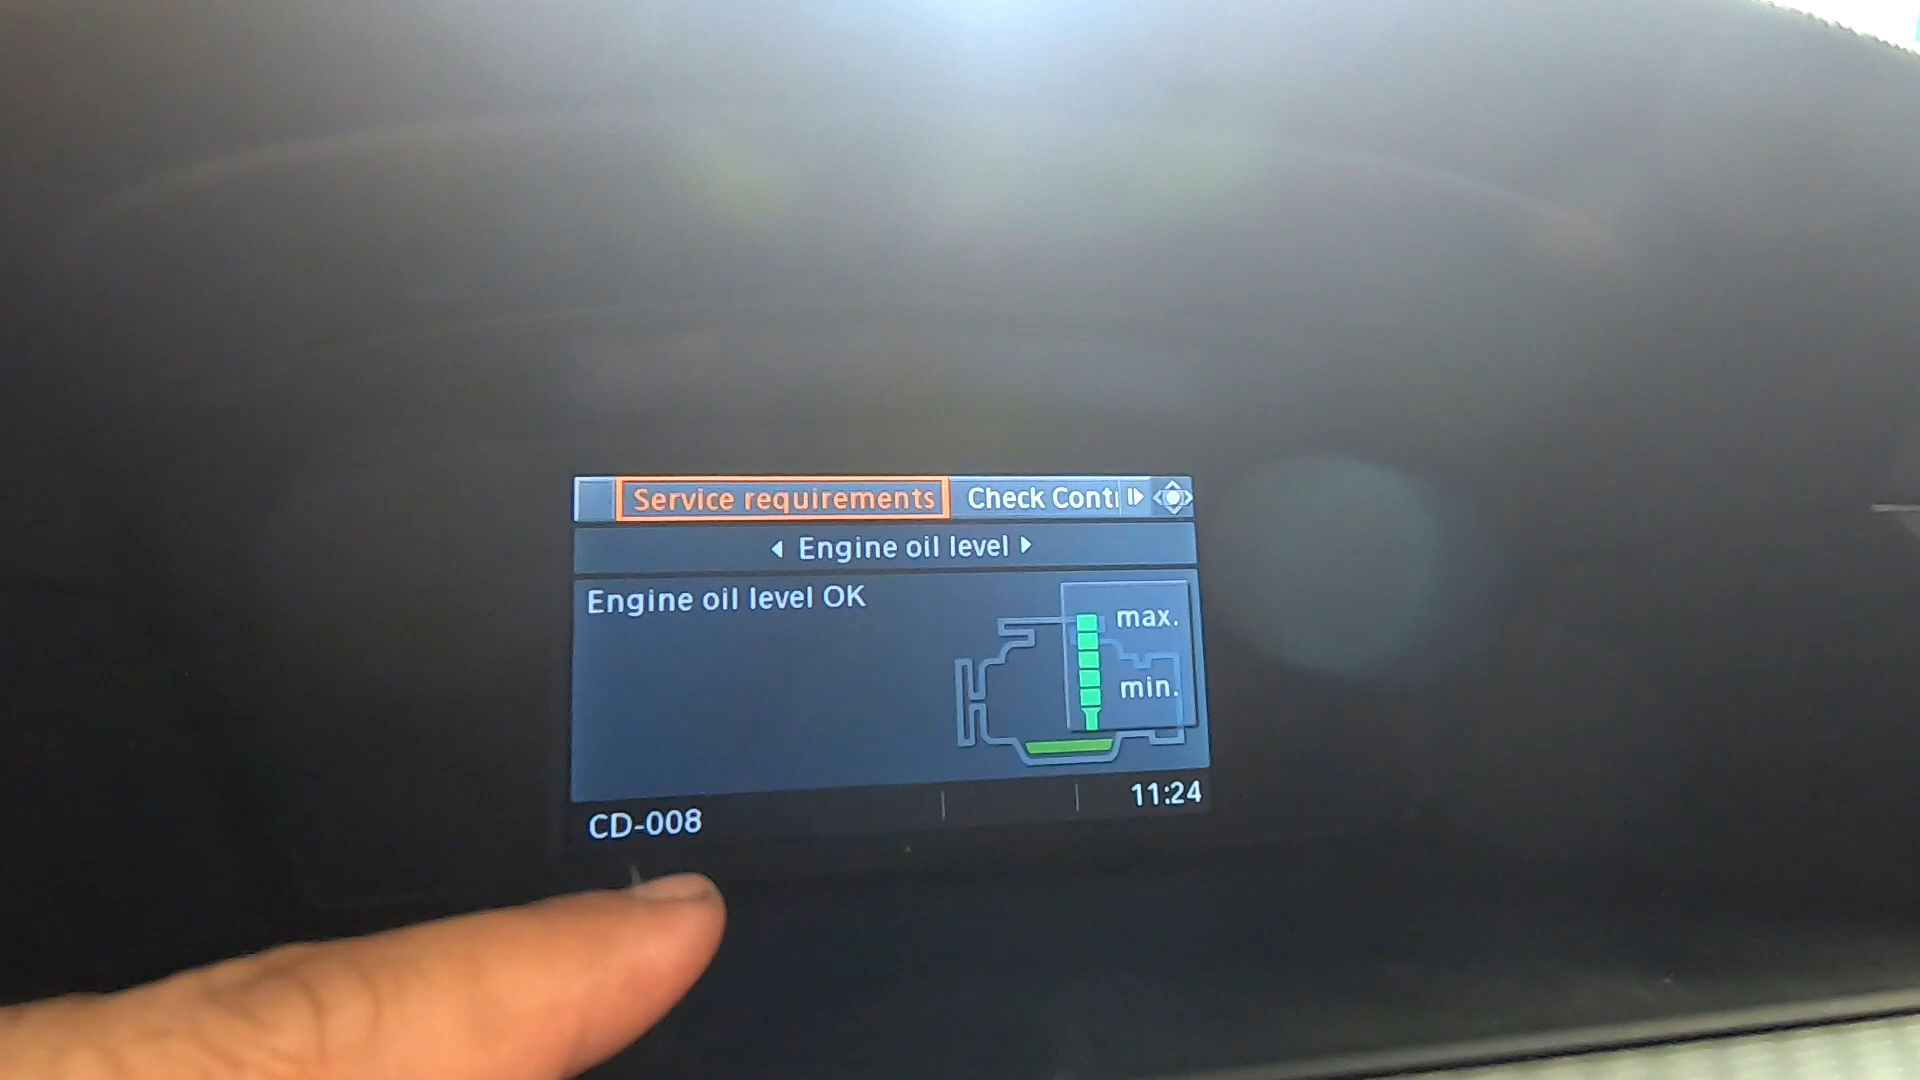 Service requirements Check Cont
Engine oil level
Engine oil level OK
max.
min.
11:24
CD-008